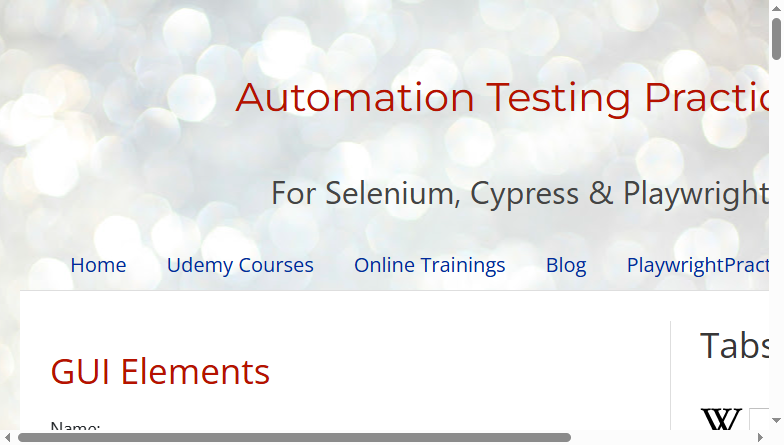 Automation Testing Practic
For Selenium, Cypress & Playwright
Home Udemy Courses Online Trainings Blog PlaywrightPract
GUI Elements
Tabs
Name:
W